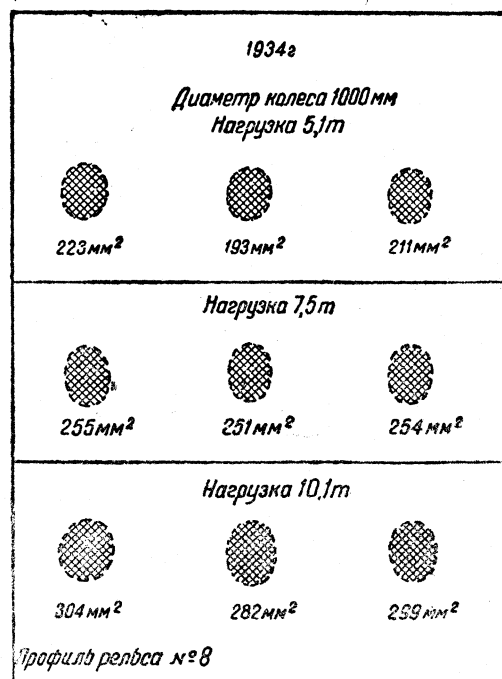 1934г
Диаметр колеса 1000мм
Нагрузка 5,1т
223мм² 193мм² 211мм²
Нагрузка 7,5т
255мм² 251мм² 254мм²
Нагрузка 10,1т
304мм² 282мм² мм²
Профиль рельса №8